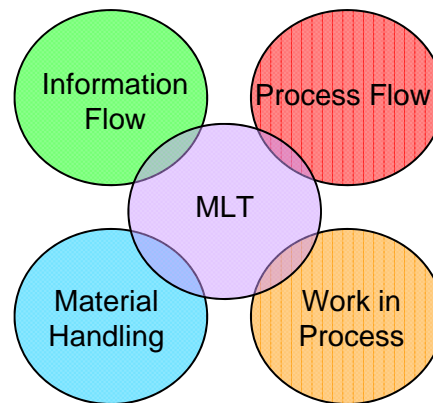 Information
Flow
Process Flow
MLT
Material
Handling
Work in
Process